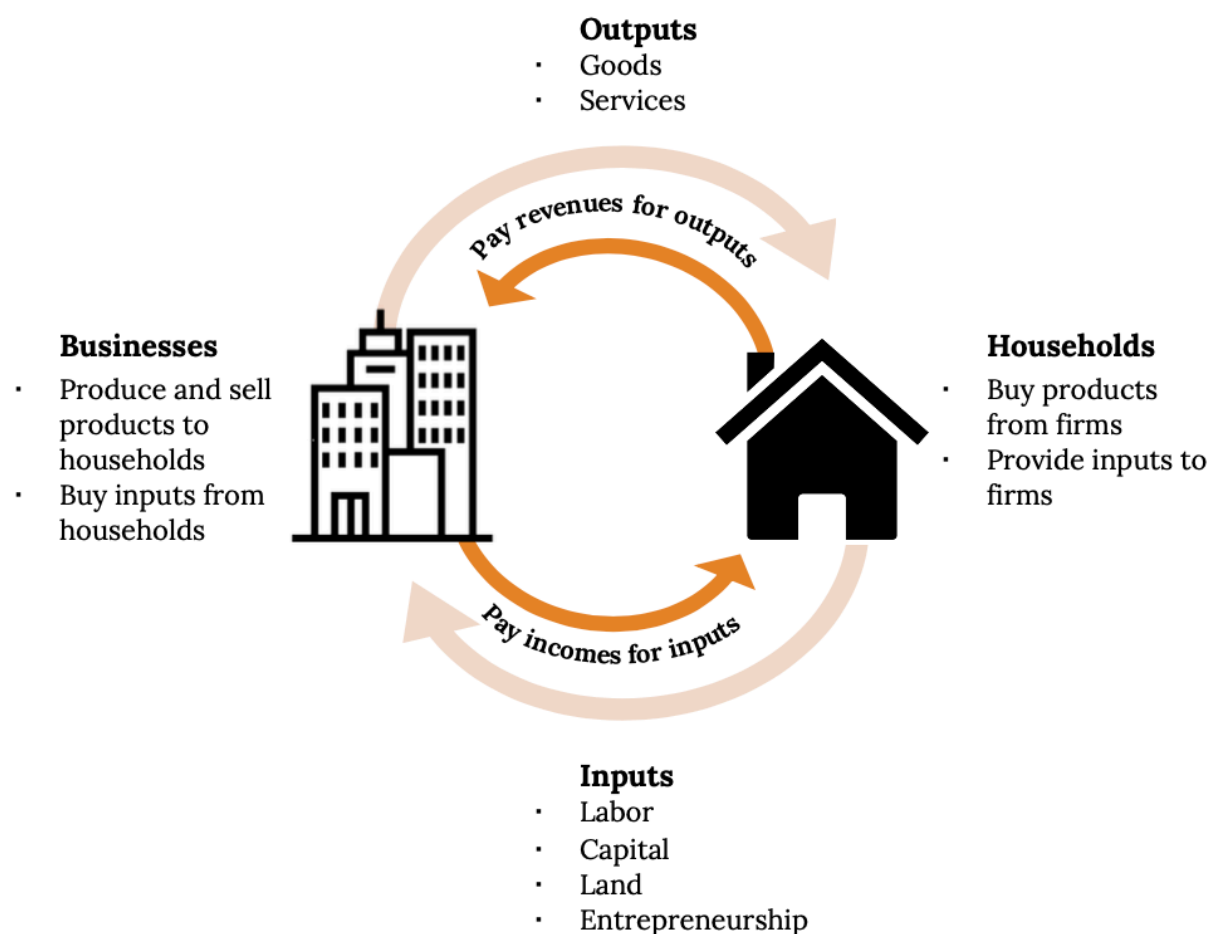 Outputs
· Goods
· Services
Pay revenues for outputs
Businesses
· Produce and sell
products to
households
· Buy inputs from
households
Households
· Buy products
from firms
· Provide inputs to
firms
Pay incomes for inputs
Inputs
· Labor
· Capital
· Land
· Entrepreneurship